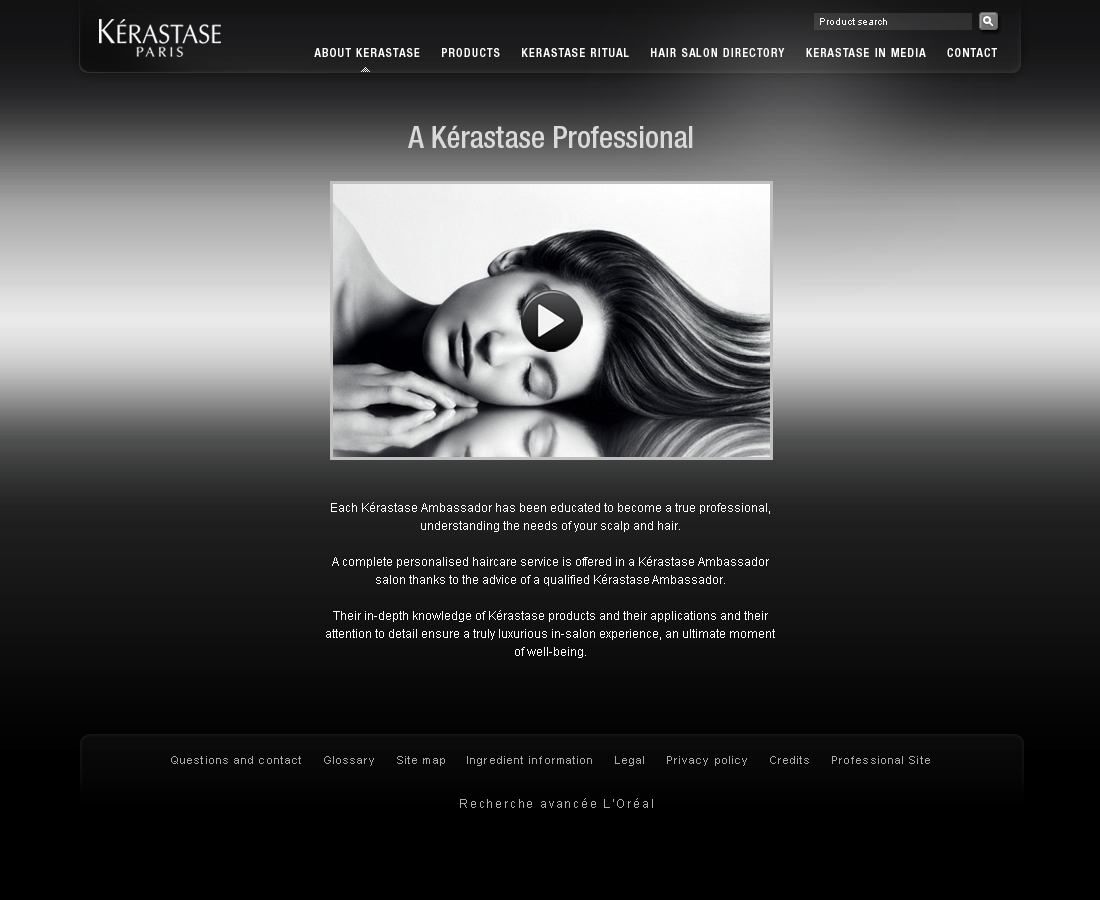 KÉRASTASE
PARIS
Product search
ABOUT KERASTASE PRODUCTS KERASTASE RITUAL HAIR SALON DIRECTORY KERASTASE IN MEDIA CONTACT
A Kérastase Professional
Each Kérastase Ambassador has been educated to become a true professional,
understanding the needs of your scalp and hair.
A complete personalised haircare service is offered in a Kérastase Ambassador
salon thanks to the advice of a qualified Kérastase Ambassador.
Their in-depth knowledge of Kérastase products and their applications and their
attention to detail ensure a truly luxurious in-salon experience, an ultimate moment
of well-being.
Questions and contact Glossary Site map Ingredient information Legal Privacy policy Credits Professional Site
Recherche avancée L'Oréal